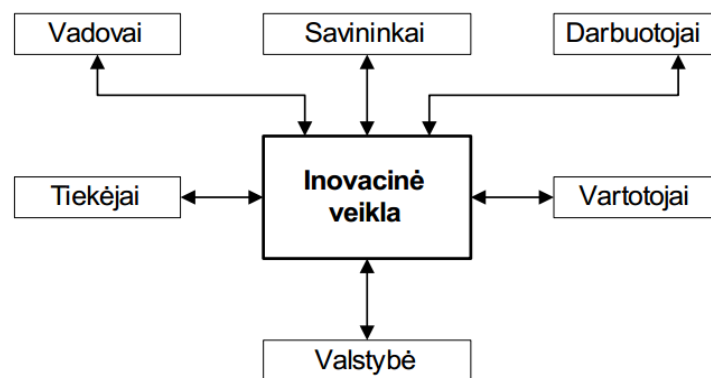 Vadovai
Savininkai
Darbuotojai
Tiekėjai
Inovacinė
veikla
Vartotojai
Valstybė